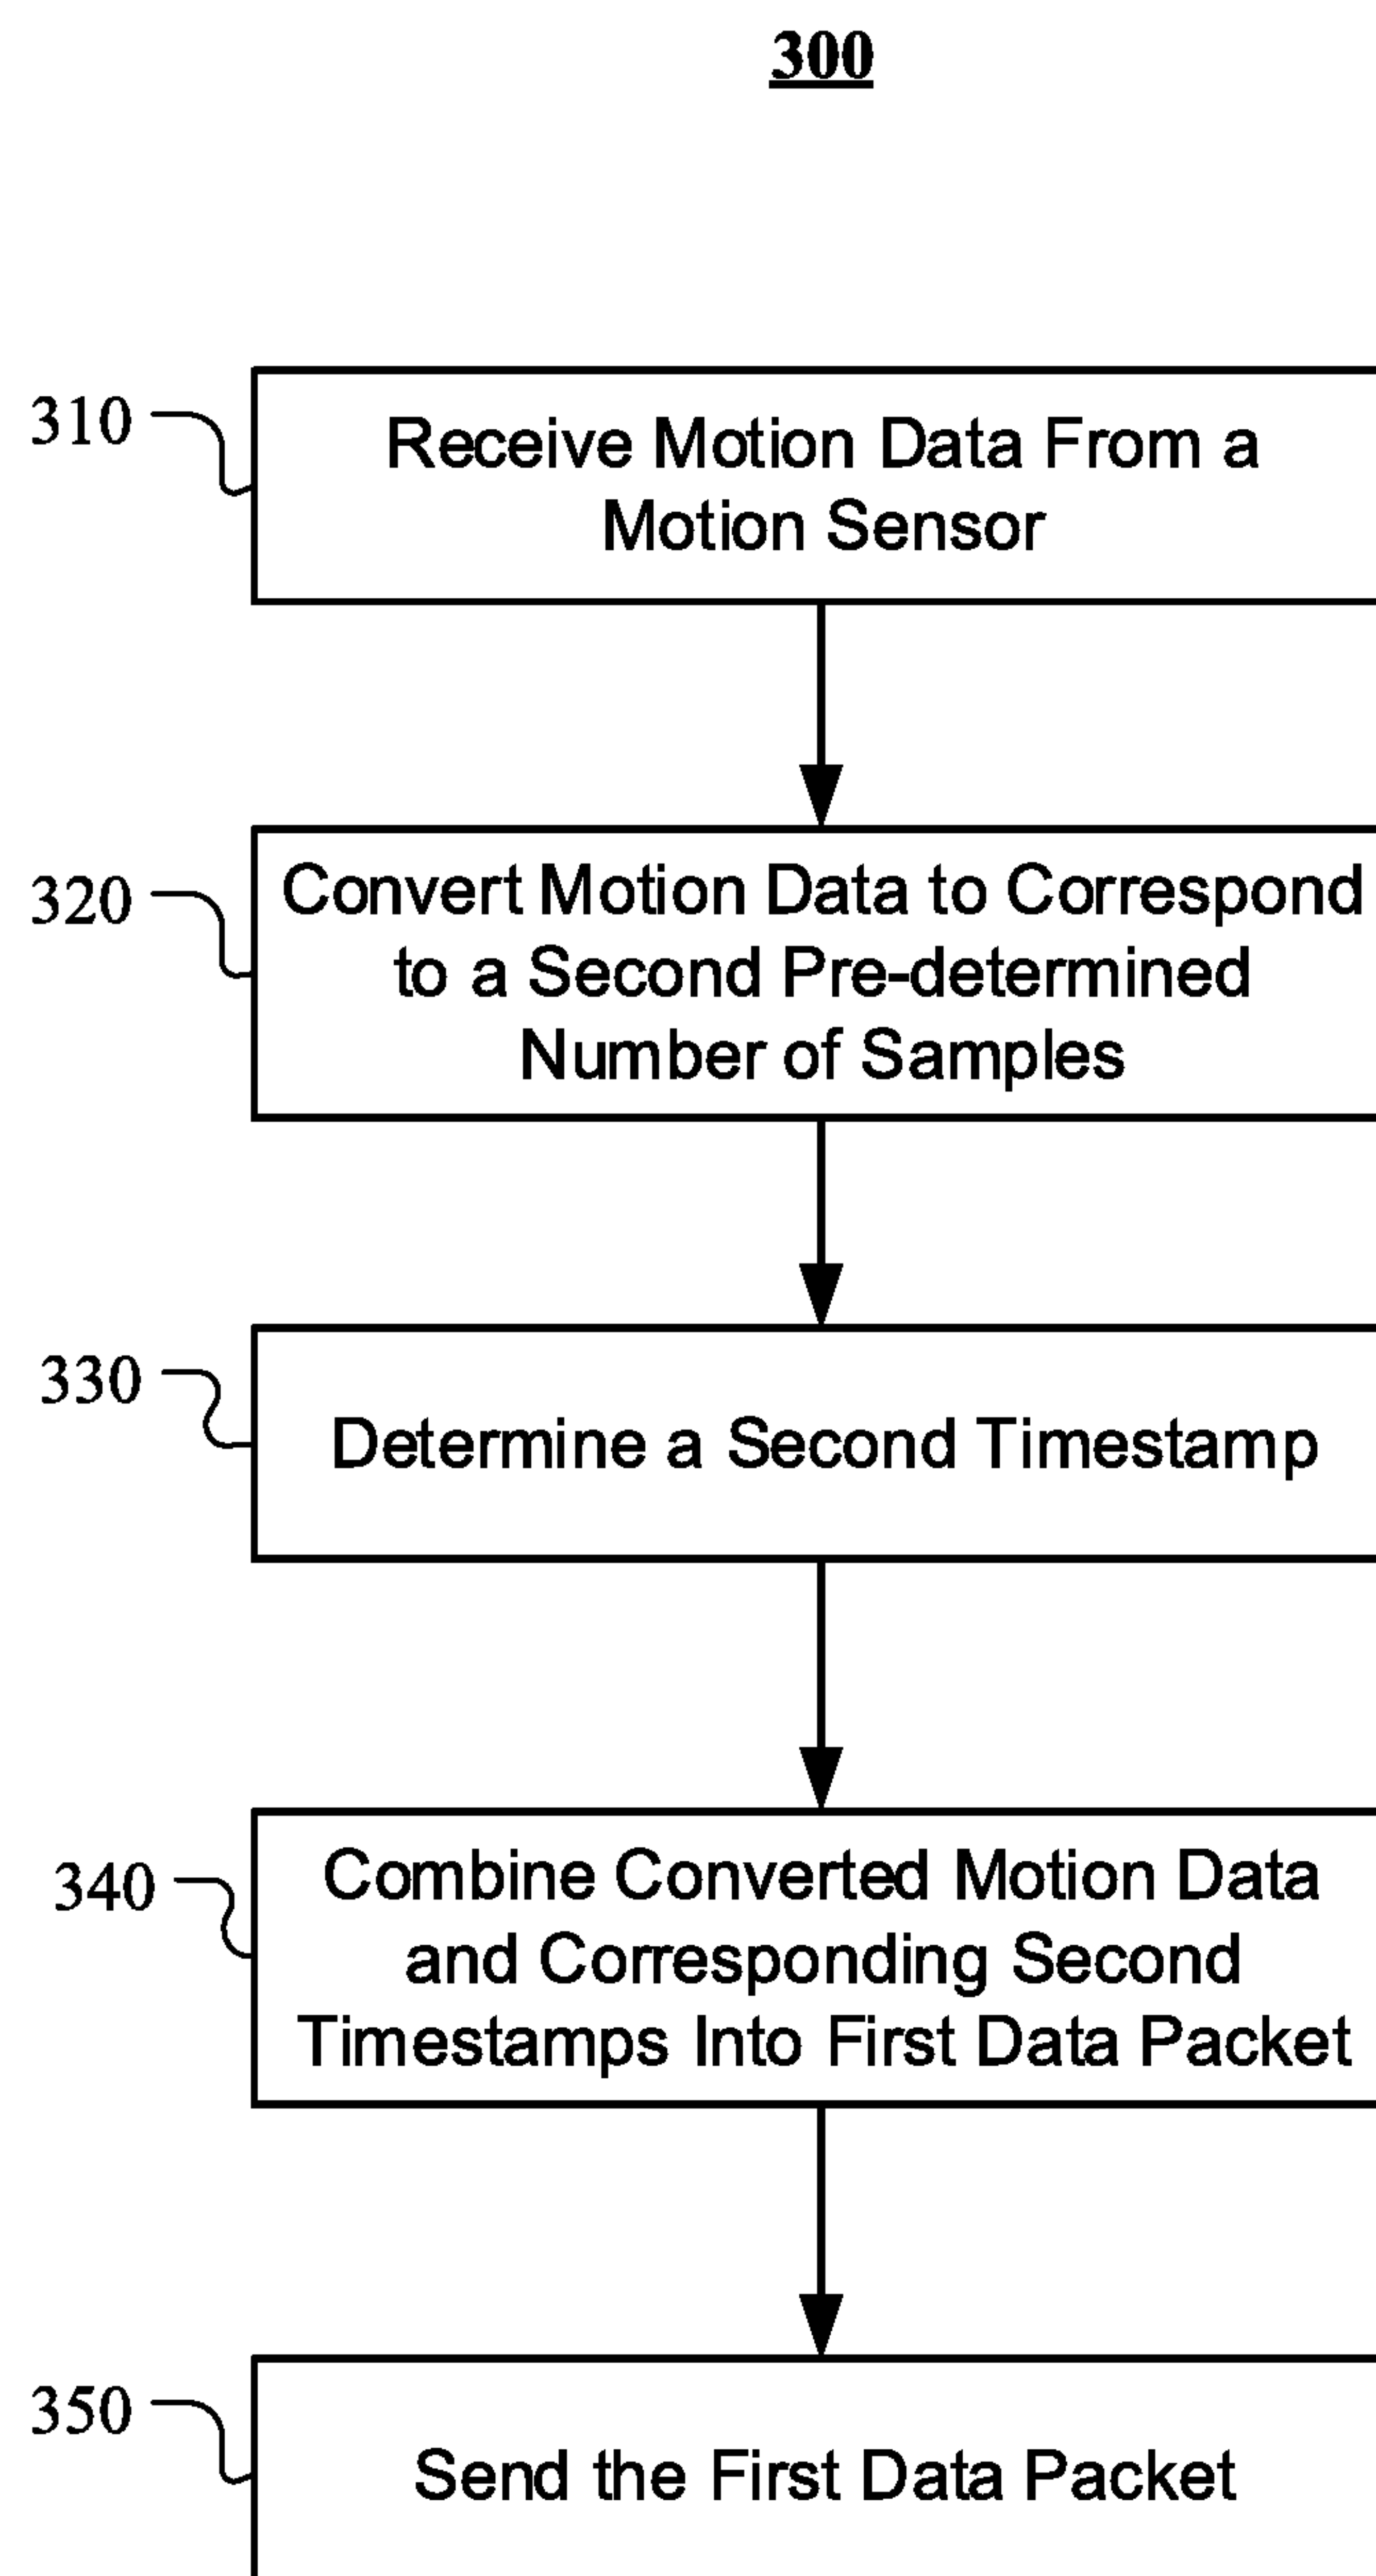 300
310
Receive Motion Data From a
Motion Sensor
320
Convert Motion Data to Correspond
to a Second Pre-determined
Number of Samples
330
Determine a Second Timestamp
340
Combine Converted Motion Data
and Corresponding Second
Timestamps Into First Data Packet
350
Send the First Data Packet